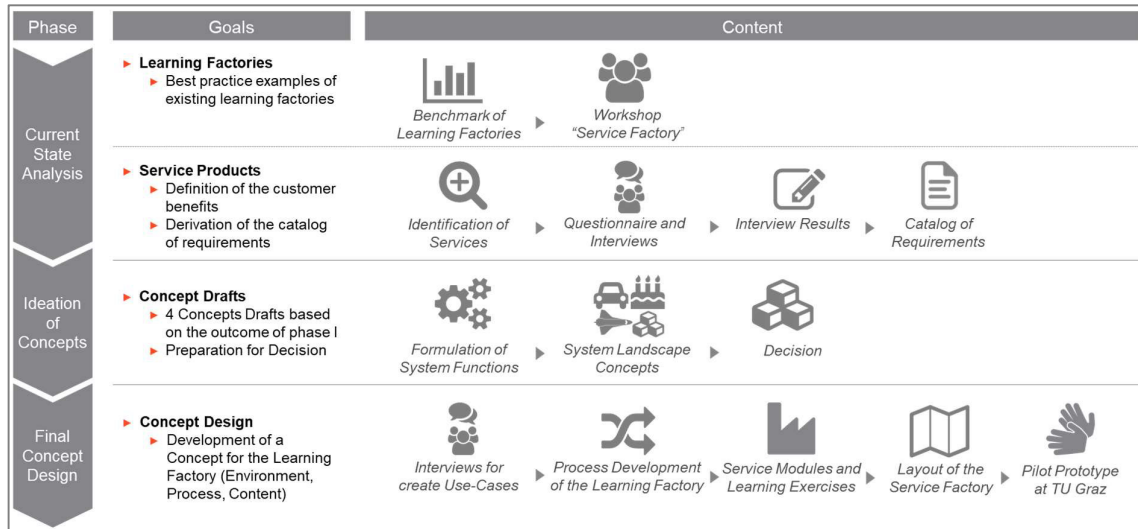 Phase
Goals
Content
Current
State
Analysis
Learning Factories
Best practice examples of
existing learning factories
Benchmark of
Learning Factories
Workshop
“Service Factory”
Service Products
Definition of the customer
benefits
Derivation of the catalog
of requirements
Identification of
Services
Questionnaire and
Interviews
Interview Results
Catalog of
Requirements
Ideation
of
Concepts
Concept Drafts
4 Concepts Drafts based
on the outcome of phase I
Preparation for Decision
Formulation of
System Functions
System Landscape
Concepts
Decision
Final
Concept
Design
Concept Design
Development of a
Concept for the Learning
Factory (Environment,
Process, Content)
Interviews for
create Use-Cases
Process Development
of the Learning Factory
Service Modules and
Learning Exercises
Layout of the
Service Factory
Pilot Prototype
at TU Graz